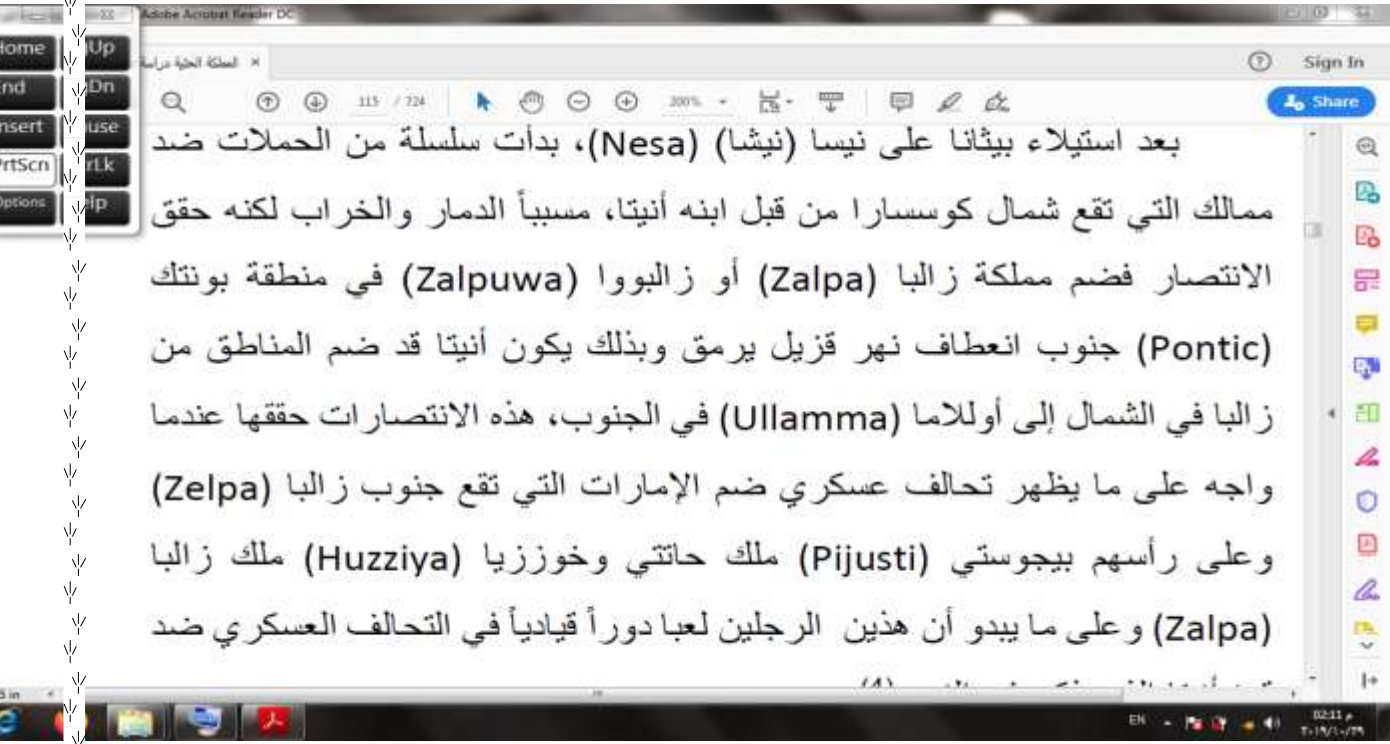 Adobe Acrobat Reader DC
Home
End
PrtScn
Options
المملكة الحثية دراسة
Sign In
115 / 724
200%
Share
بعد استيلاء بيثانا على نيسا (نيشا) (Nesa)، بدأت سلسلة من الحملات ضد
ممالك التي تقع شمال كوسسارا من قبل ابنه أنيتا، مسبباً الدمار والخراب لكنه حقق
الانتصار فضم مملكة زالبا (Zalpa) أو زالبووا (Zalpuwa) في منطقة بونتك
(Pontic) جنوب انعطاف نهر قزيل يرمق وبذلك يكون أنيتا قد ضم المناطق من
زالبا في الشمال إلى أوللاما (Ullamma) في الجنوب، هذه الانتصارات حققها عندما
واجه على ما يظهر تحالف عسكري ضم الإمارات التي تقع جنوب زالبا (Zelpa)
وعلى رأسهم بيجوستي (Pijusti) ملك حاتتي وخوززيا (Huzziya) ملك زالبا
(Zalpa) وعلى ما يبدو أن هذين الرجلين لعبا دوراً قيادياً في التحالف العسكري ضد
EN
02:11 م